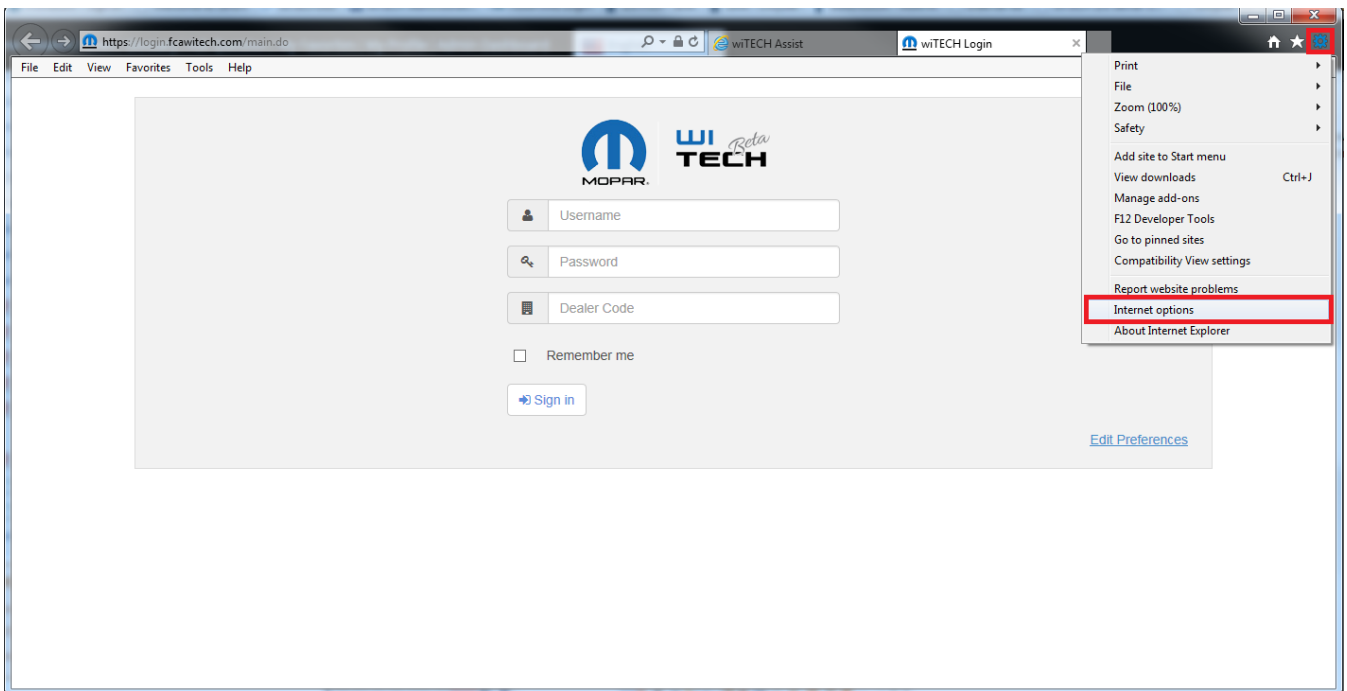 https://login.fcawitech.com/main.do
wiTECH Assist
wiTECH Login
File Edit View Favorites Tools Help
MOPAR.
WI Beta
TECH
Username
Password
Dealer Code
Remember me
Sign in
Edit Preferences
Print
File
Zoom (100%)
Safety
Add site to Start menu
View downloads Ctrl+J
Manage add-ons
F12 Developer Tools
Go to pinned sites
Compatibility View settings
Report website problems
Internet options
About Internet Explorer